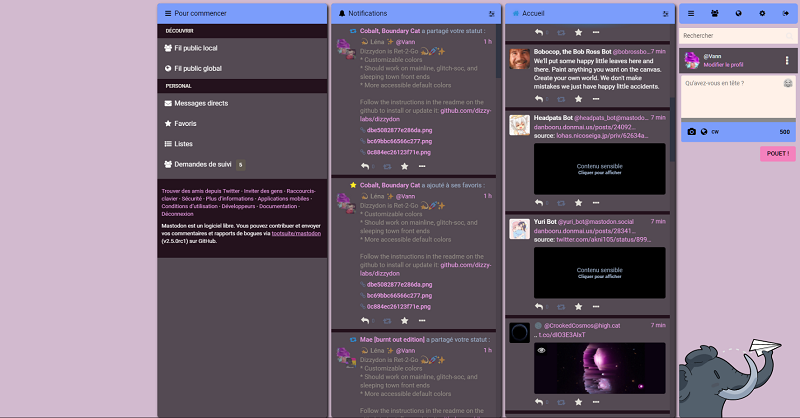 Pour commencer
DÉCOUVRIR
Fil public local
Fil public global
PERSONAL
Messages directs
Favoris
Listes
Demandes de suivi 5
Trouver des amis depuis Twitter · Inviter des gens · Raccourcis-
clavier · Sécurité · Plus d'informations · Applications mobiles ·
Conditions d'utilisation · Développeurs · Documentation ·
Déconnexion
Mastodon est un logiciel libre. Vous pouvez contribuer et envoyer
vos commentaires et rapports de bogues via tootsuite/mastodon
(v2.5.0rc1) sur GitHub.
Notifications
Cobalt, Boundary Cat a partagé votre statut :
Léna @Vann 1 h
Dizzydon is Ret-2-Go
* Customizable colors
* Should work on mainline, glitch-soc, and
sleeping town front ends
* More accessible default colors
Follow the instructions in the readme on the
github to install or update it: github.com/dizzy-
labs/dizzydon
dbe5082877e286da.png
bc69bbc66566c277.png
0c884ec26123f71e.png
Cobalt, Boundary Cat a ajouté à ses favoris :
Léna @Vann 1 h
Dizzydon is Ret-2-Go
* Customizable colors
* Should work on mainline, glitch-soc, and
sleeping town front ends
* More accessible default colors
Follow the instructions in the readme on the
github to install or update it: github.com/dizzy-
labs/dizzydon
dbe5082877e286da.png
bc69bbc66566c277.png
0c884ec26123f71e.png
Mae [burnt out edition] a partagé votre statut :
Léna @Vann 1 h
Dizzydon is Ret-2-Go
* Customizable colors
* Should work on mainline, glitch-soc, and
sleeping town front ends
* More accessible default colors
Follow the instructions in the readme on the
Accueil
Bobocop, the Bob Ross Bot @bobrossbo... 7 min
We'll put some happy little leaves here and
there. Paint anything you want on the canvas.
Create your own world. We don't make
mistakes we just have happy little accidents.
Headpats Bot @headpats@mastodo... 7 min
danbooru.donmai.us/posts/24092...
source: lohas.nicoseiga.jp/priv/62634a...
Contenu sensible
Cliquer pour afficher
Yuri Bot @yuri_bot@mastodon.social 7 min
danbooru.donmai.us/posts/28341...
source: twitter.com/akni105/status/899...
Contenu sensible
Cliquer pour afficher
@CrookedCosmos@high.cat 7 min
… t.co/dIO3E3AIxT
Rechercher
@Vann
Modifier le profil
Qu'avez-vous en tête ?
cw 500
POUET !